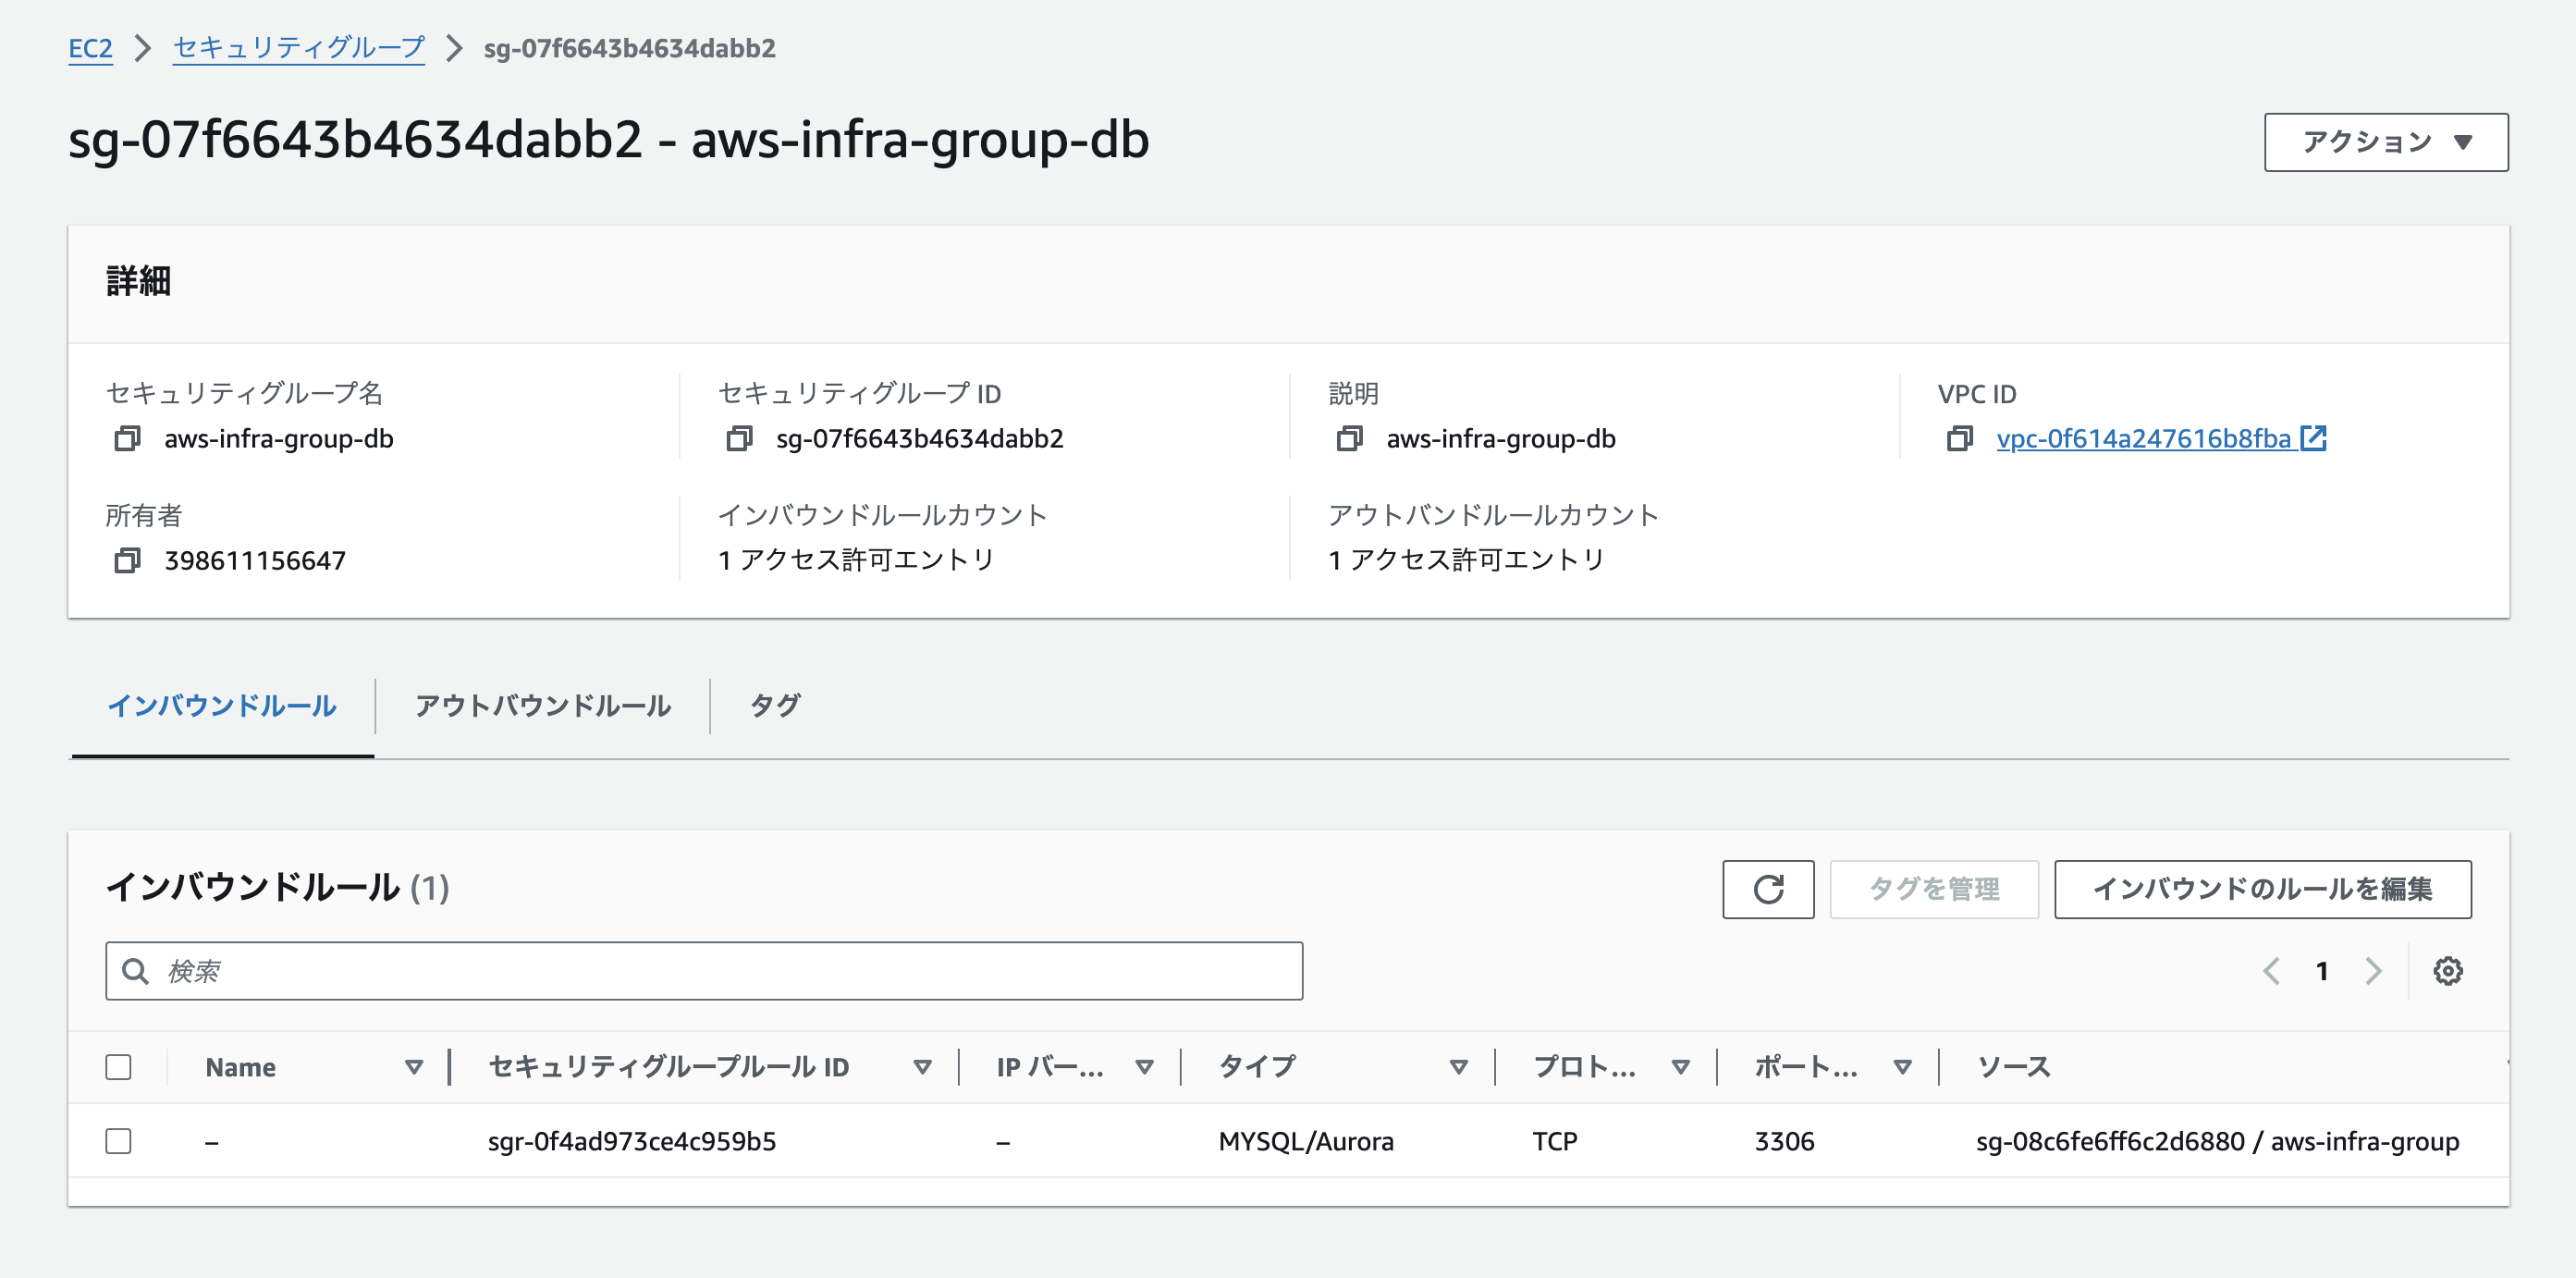 EC2 > セキュリティグループ > sg-07f6643b4634dabb2
sg-07f6643b4634dabb2 - aws-infra-group-db
アクション
詳細
セキュリティグループ名 セキュリティグループ ID 説明 VPC ID
aws-infra-group-db sg-07f6643b4634dabb2 aws-infra-group-db vpc-0f614a247616b8fba
所有者 インバウンドルールカウント アウトバンドルールカウント
398611156647 1 アクセス許可エントリ 1 アクセス許可エントリ
インバウンドルール アウトバウンドルール タグ
インバウンドルール (1) タグを管理 インバウンドのルールを編集
検索 1
Name セキュリティグループルール ID IP バー... タイプ プロト... ポート... ソース
– sgr-0f4ad973ce4c959b5 – MYSQL/Aurora TCP 3306 sg-08c6fe6ff6c2d6880 / aws-infra-group